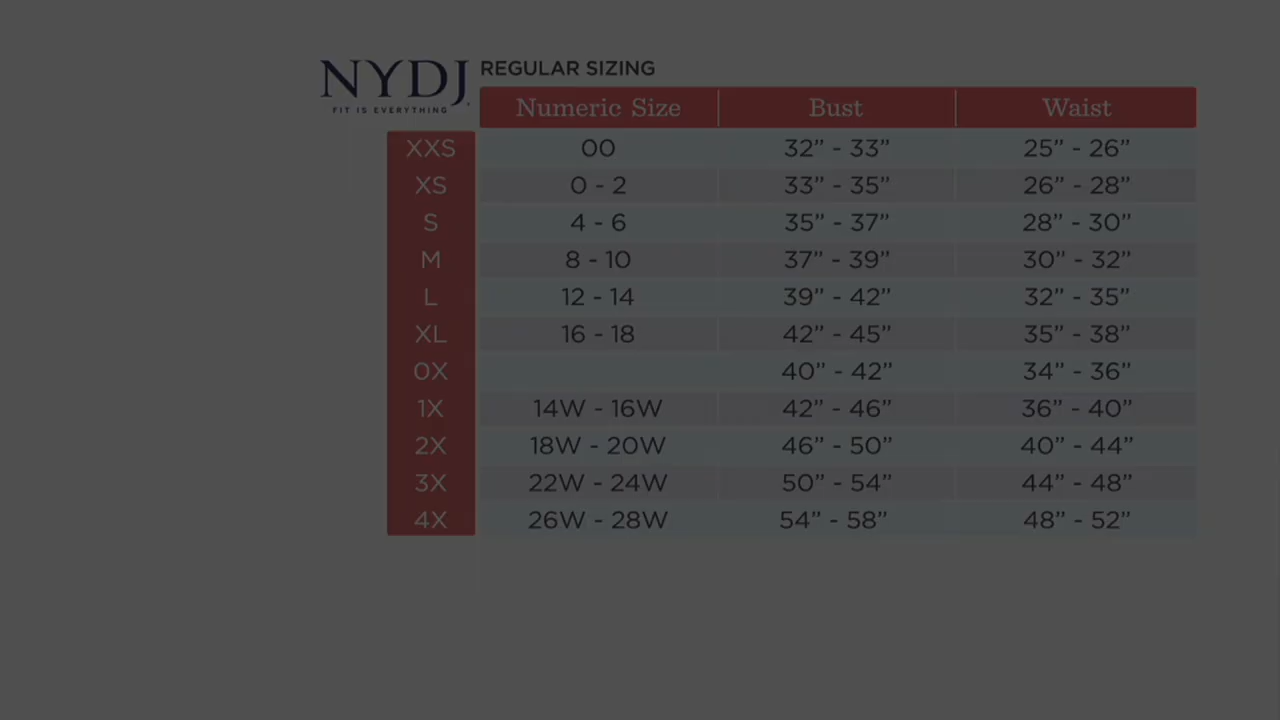 NYDJ
FIT IS EVERYTHING
REGULAR SIZING
Numeric Size Bust Waist
XXS 00 32” - 33” 25” - 26”
XS 0 - 2 33” - 35” 26” - 28”
S 4 - 6 35” - 37” 28” - 30”
M 8 - 10 37” - 39” 30” - 32”
L 12 - 14 39” - 42” 32” - 35”
XL 16 - 18 42” - 45” 35” - 38”
0X 40” - 42” 34” - 36”
1X 14W - 16W 42” - 46” 36” - 40”
2X 18W - 20W 46” - 50” 40” - 44”
3X 22W - 24W 50” - 54” 44” - 48”
4X 26W - 28W 54” - 58” 48” - 52”